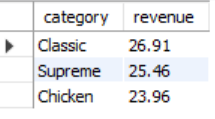 category revenue
Classic 26.91
Supreme 25.46
Chicken 23.96